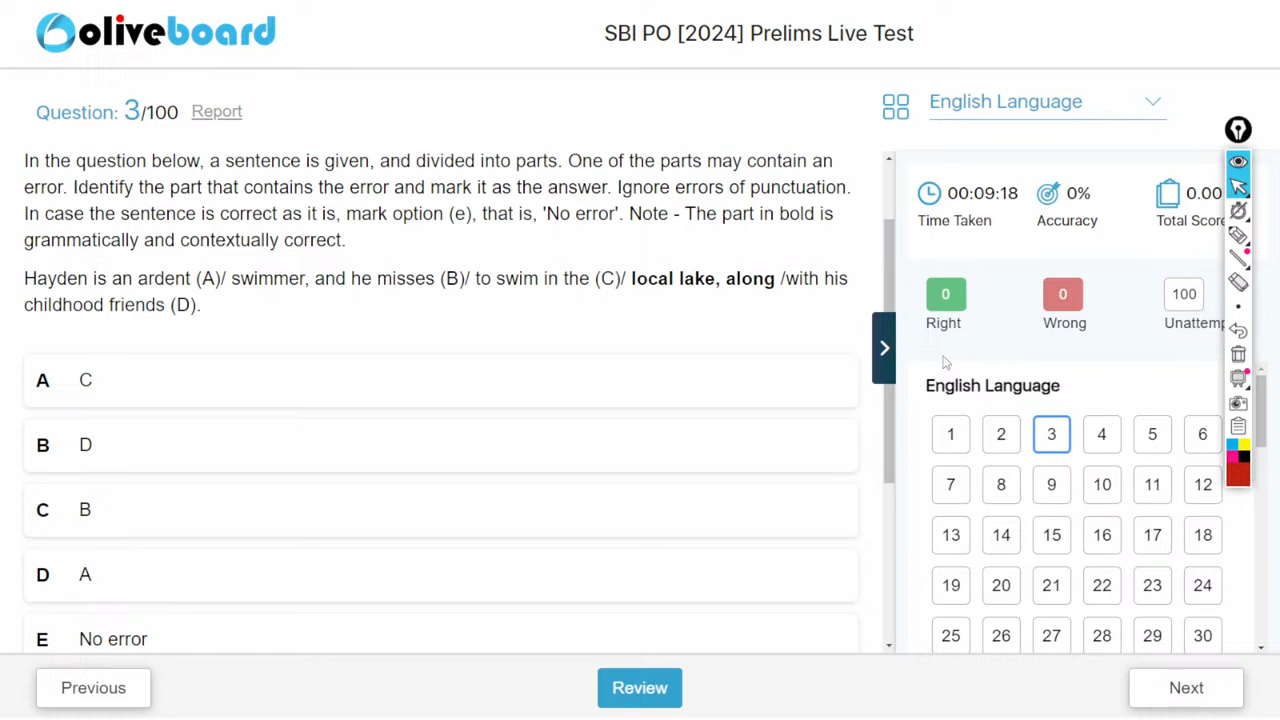 oliveboard
SBI PO [2024] Prelims Live Test
Question: 3/100 Report
English Language
In the question below, a sentence is given, and divided into parts. One of the parts may contain an
error. Identify the part that contains the error and mark it as the answer. Ignore errors of punctuation.
In case the sentence is correct as it is, mark option (e), that is, 'No error'. Note - The part in bold is
grammatically and contextually correct.
Hayden is an ardent (A)/ swimmer, and he misses (B)/ to swim in the (C)/ local lake, along /with his
childhood friends (D).
A C
B D
C B
D A
E No error
00:09:18 0% 0.00
Time Taken Accuracy Total Score
0 0 100
Right Wrong Unattemp
English Language
1 2 3 4 5 6
7 8 9 10 11 12
13 14 15 16 17 18
19 20 21 22 23 24
25 26 27 28 29 30
Previous Review Next